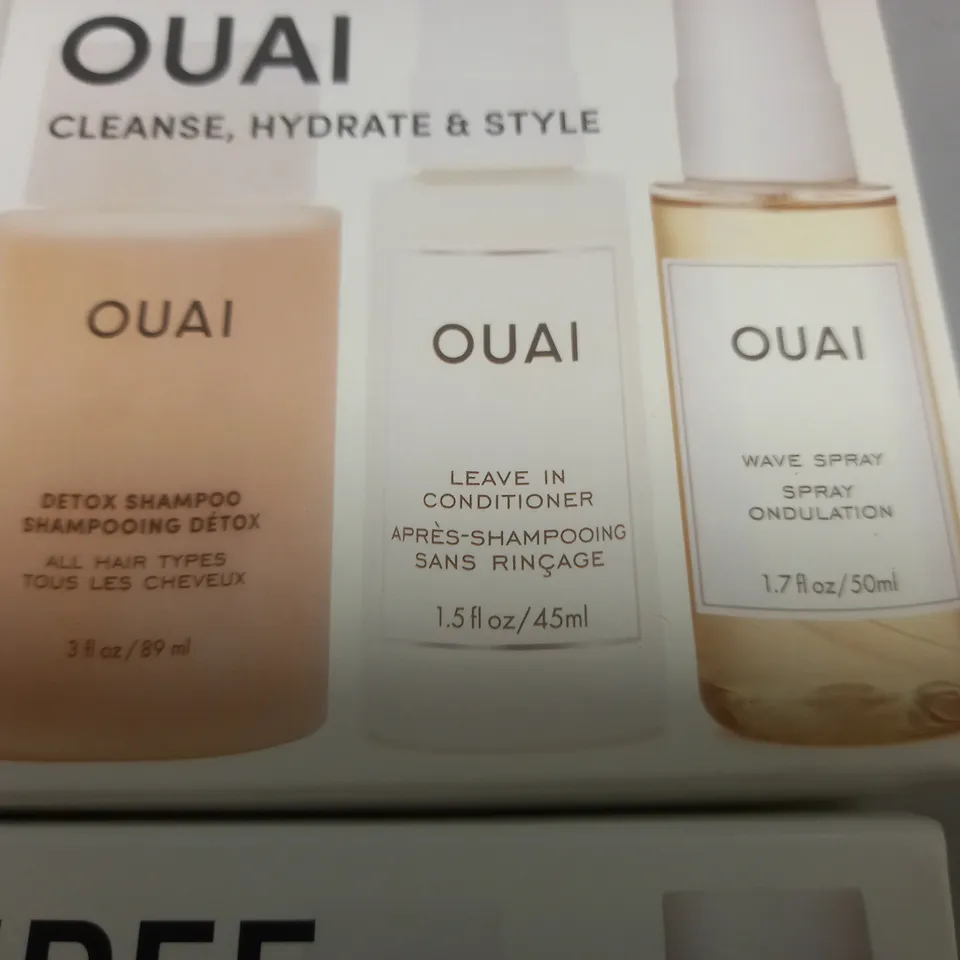 OUAI
CLEANSE, HYDRATE & STYLE
OUAI
DETOX SHAMPOO
SHAMPOOING DÉTOX
ALL HAIR TYPES
TOUS LES CHEVEUX
3 fl oz / 89 ml
OUAI
LEAVE IN
CONDITIONER
APRÈS-SHAMPOOING
SANS RINÇAGE
1.5 fl oz/45ml
OUAI
WAVE SPRAY
SPRAY
ONDULATION
1.7 fl oz/50ml